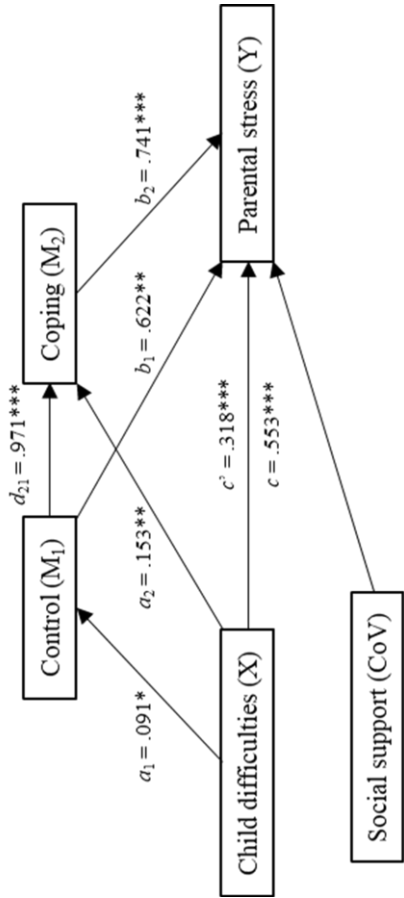 Control (M₁)
d₂₁ = .971***
Coping (M₂)
a₁ = .091*
a₂ = .153**
b₁ = .622**
b₂ = .741***
Child difficulties (X)
c’ = .318***
c = .553***
Parental stress (Y)
Social support (CoV)